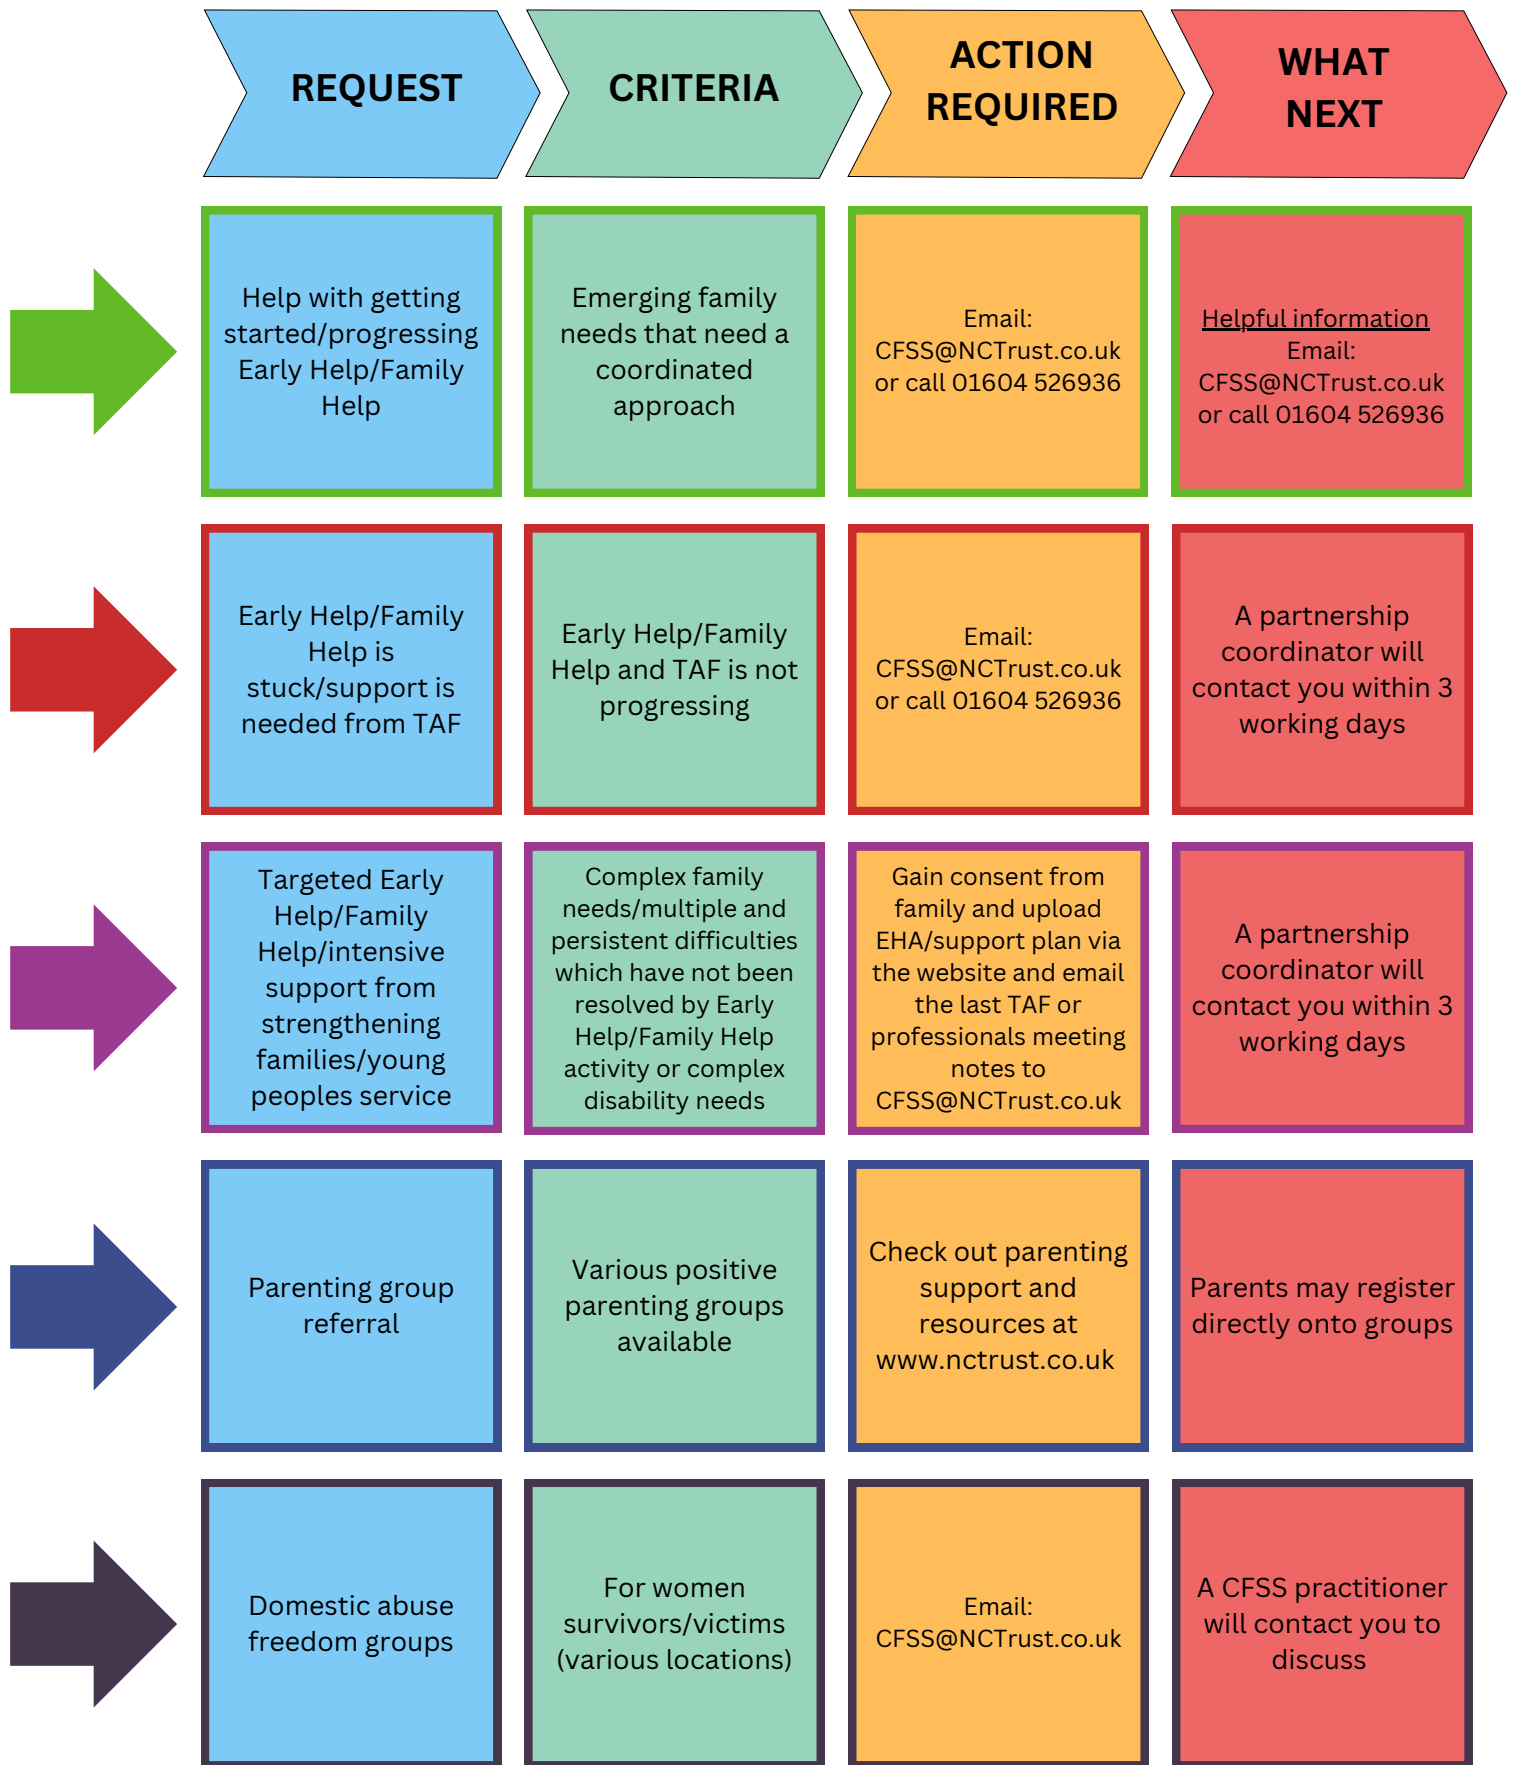 REQUEST
CRITERIA
ACTION
REQUIRED
WHAT
NEXT
Help with getting
started/progressing
Early Help/Family
Help
Emerging family
needs that need a
coordinated
approach
Email:
CFSS@NCTrust.co.uk
or call 01604 526936
Helpful information
Email:
CFSS@NCTrust.co.uk
or call 01604 526936
Early Help/Family
Help is
stuck/support is
needed from TAF
Early Help/Family
Help and TAF is not
progressing
Email:
CFSS@NCTrust.co.uk
or call 01604 526936
A partnership
coordinator will
contact you within 3
working days
Targeted Early
Help/Family
Help/intensive
support from
strengthening
families/young
peoples service
Complex family
needs/multiple and
persistent difficulties
which have not been
resolved by Early
Help/Family Help
activity or complex
disability needs
Gain consent from
family and upload
EHA/support plan via
the website and email
the last TAF or
professionals meeting
notes to
CFSS@NCTrust.co.uk
A partnership
coordinator will
contact you within 3
working days
Parenting group
referral
Various positive
parenting groups
available
Check out parenting
support and
resources at
www.nctrust.co.uk
Parents may register
directly onto groups
Domestic abuse
freedom groups
For women
survivors/victims
(various locations)
Email:
CFSS@NCTrust.co.uk
A CFSS practitioner
will contact you to
discuss